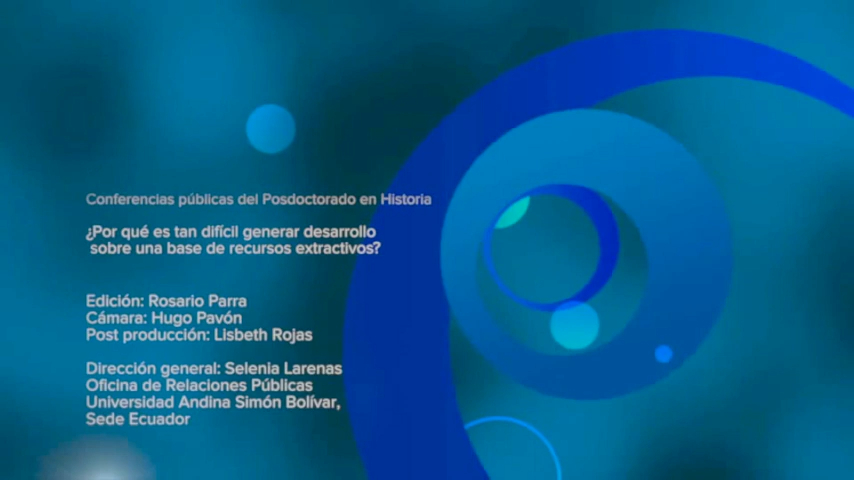 Conferencias públicas del Posdoctorado en Historia
¿Por qué es tan difícil generar desarrollo
sobre una base de recursos extractivos?
Edición: Rosario Parra
Cámara: Hugo Pavón
Post producción: Lisbeth Rojas
Dirección general: Selenia Larenas
Oficina de Relaciones Públicas
Universidad Andina Simón Bolívar,
Sede Ecuador